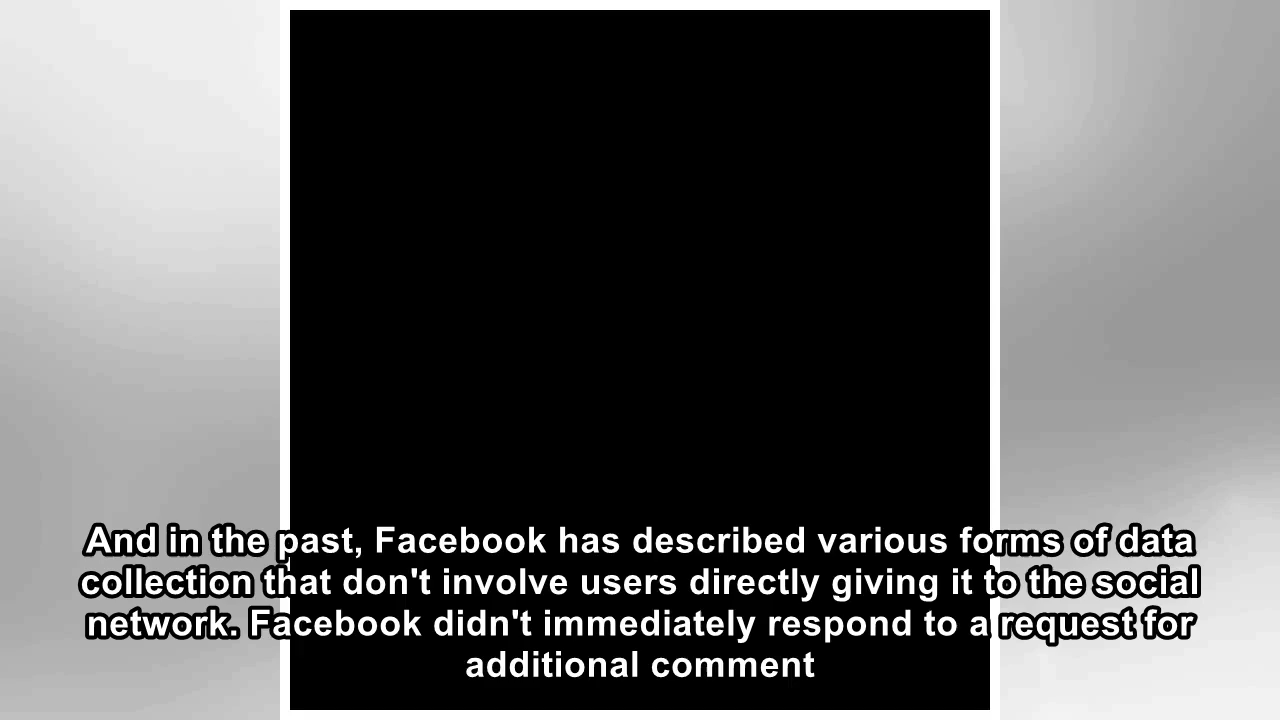 And in the past, Facebook has described various forms of data
collection that don't involve users directly giving it to the social
network. Facebook didn't immediately respond to a request for
additional comment